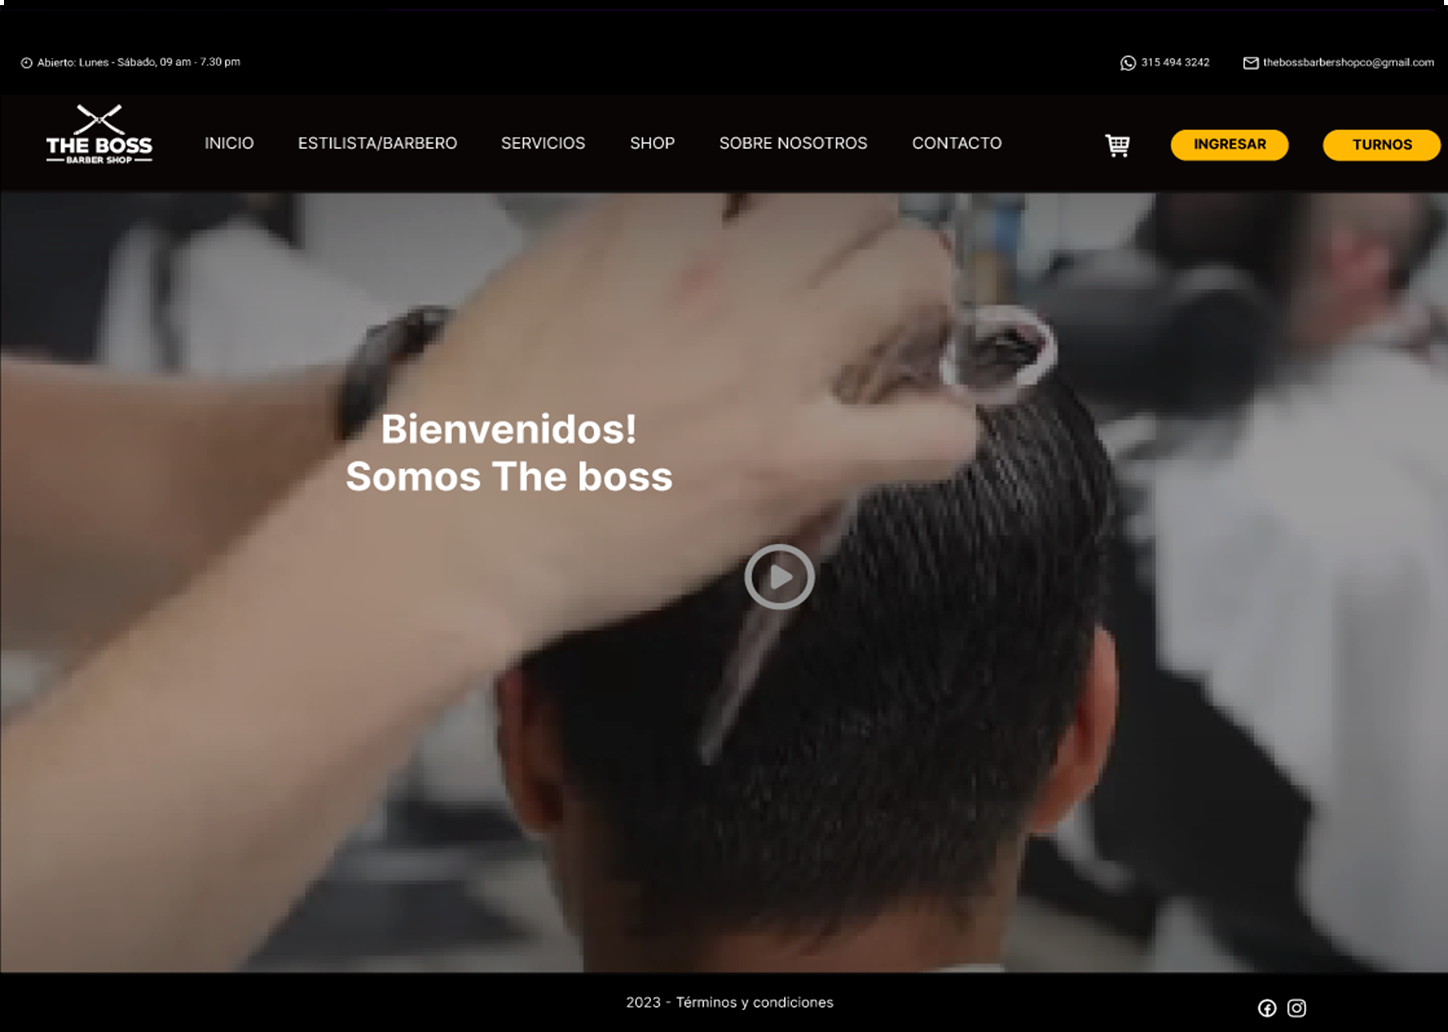 Abierto: Lunes - Sábado, 09 am - 7.30 pm
315 494 3242
thebossbarbershopco@gmail.com
THE BOSS
BARBER SHOP
INICIO
ESTILISTA/BARBERO
SERVICIOS
SHOP
SOBRE NOSOTROS
CONTACTO
INGRESAR
TURNOS
Bienvenidos!
Somos The boss
2023 - Términos y condiciones